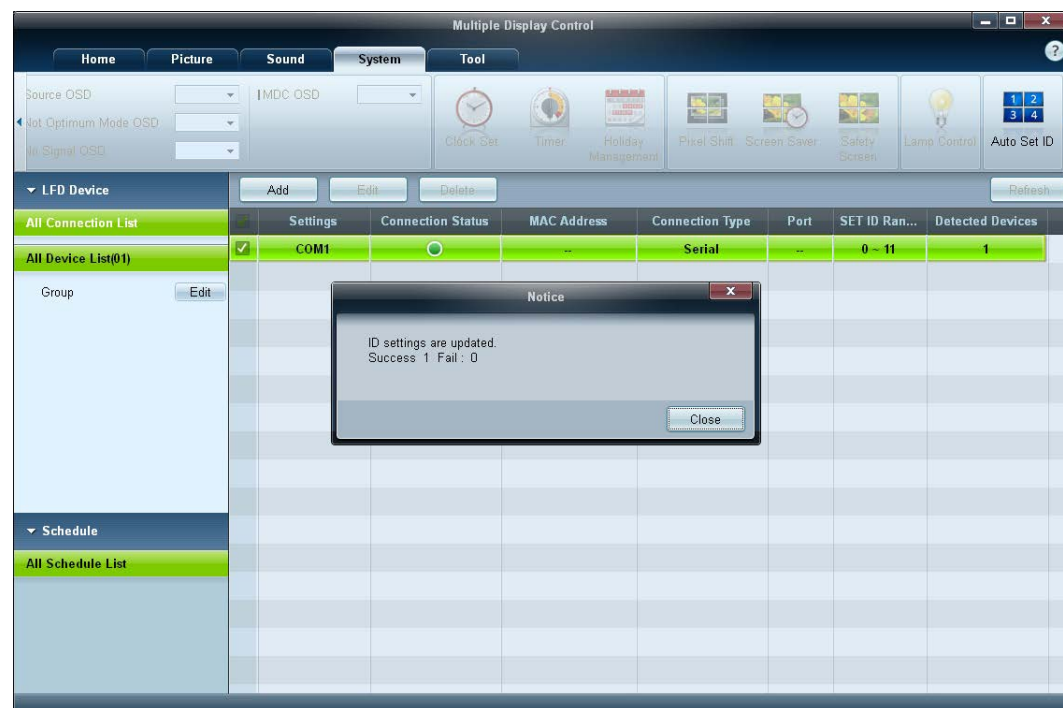 Multiple Display Control
Home Picture Sound System Tool
Source OSD MDC OSD
Not Optimum Mode OSD
No Signal OSD
Clock Set Timer Holiday Management Pixel Shift Screen Saver Safety Screen Lamp Control Auto Set ID
1 2
3 4
LFD Device
Add Edit Delete Refresh
All Connection List
Settings Connection Status MAC Address Connection Type Port SET ID Ran... Detected Devices
COM1 -- Serial -- 0 ~ 11 1
All Device List(01)
Group Edit
Notice
ID settings are updated.
Success 1 Fail : 0
Close
Schedule
All Schedule List